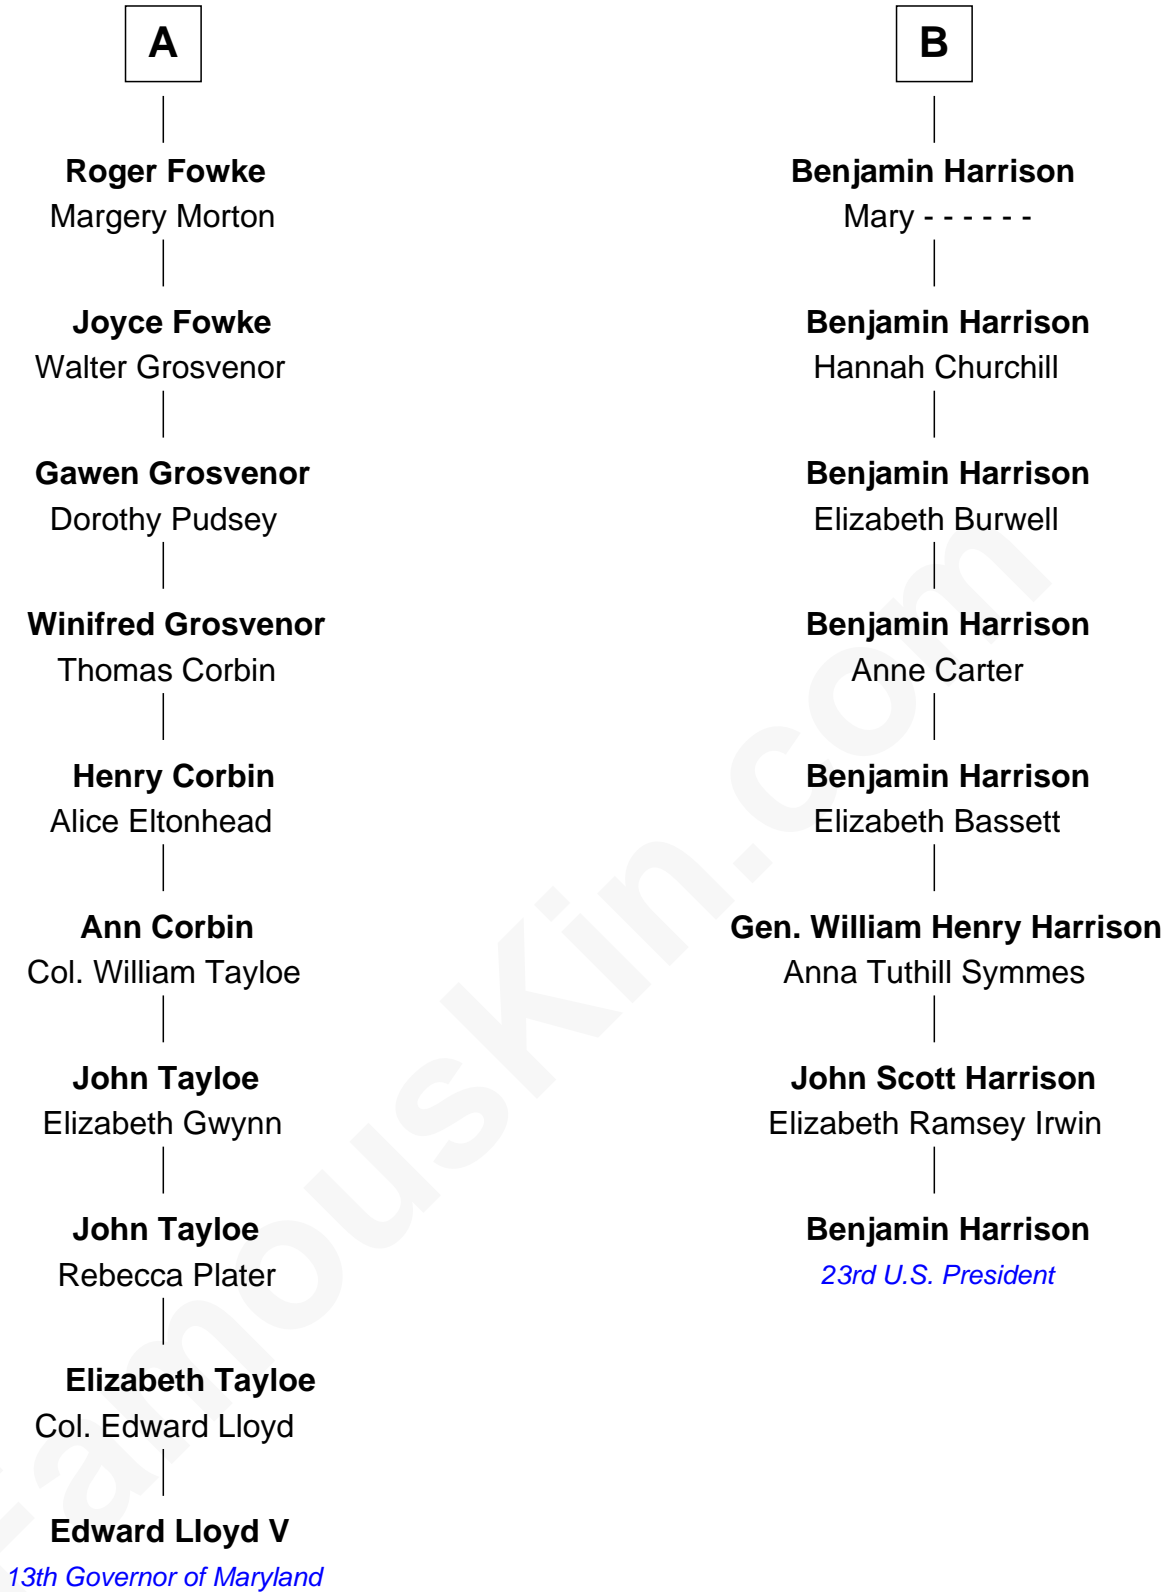 A
Roger Fowke
Margery Morton
Joyce Fowke
Walter Grosvenor
Gawen Grosvenor
Dorothy Pudsey
Winifred Grosvenor
Thomas Corbin
Henry Corbin
Alice Eltonhead
Ann Corbin
Col. William Tayloe
John Tayloe
Elizabeth Gwynn
John Tayloe
Rebecca Plater
Elizabeth Tayloe
Col. Edward Lloyd
Edward Lloyd V
13th Governor of Maryland
B
Benjamin Harrison
Mary - - - - - -
Benjamin Harrison
Hannah Churchill
Benjamin Harrison
Elizabeth Burwell
Benjamin Harrison
Anne Carter
Benjamin Harrison
Elizabeth Bassett
Gen. William Henry Harrison
Anna Tuthill Symmes
John Scott Harrison
Elizabeth Ramsey Irwin
Benjamin Harrison
23rd U.S. President
FamousKin.com